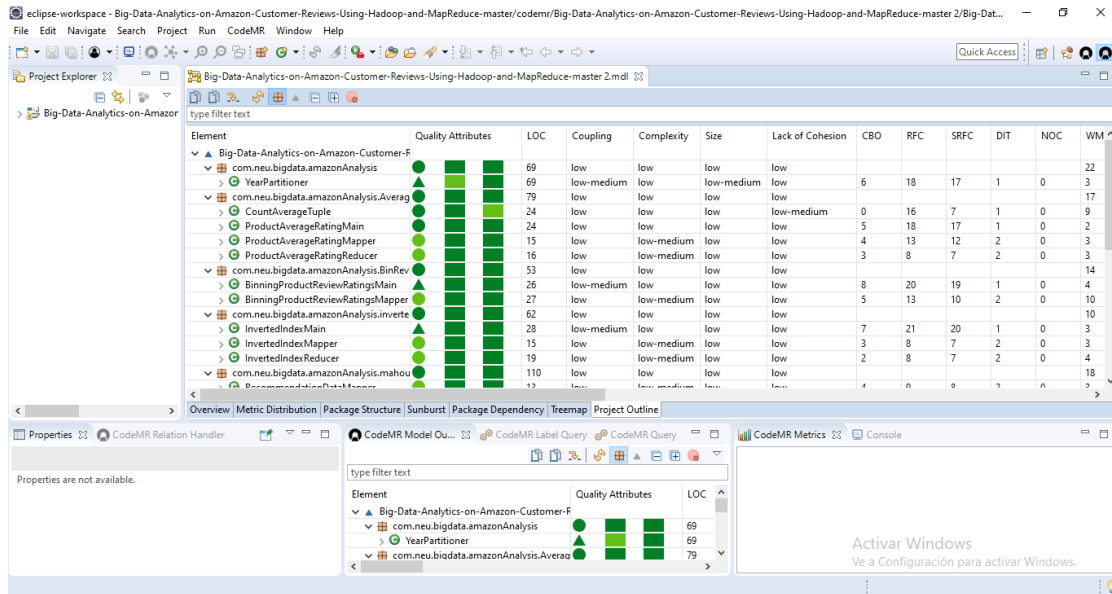 eclipse-workspace - Big-Data-Analytics-on-Amazon-Customer-Reviews-Using-Hadoop-and-MapReduce-master/codemr/Big-Data-Analytics-on-Amazon-Customer-Reviews-Using-Hadoop-and-MapReduce-master 2/Big-Dat...
File Edit Navigate Search Project Run CodeMR Window Help
Quick Access
Project Explorer
Big-Data-Analytics-on-Amazon-Customer-Reviews-Using-Hadoop-and-MapReduce-master 2.mdl
Big-Data-Analytics-on-Amazor
type filter text
Element Quality Attributes LOC Coupling Complexity Size Lack of Cohesion CBO RFC SRFC DIT NOC WM
Big-Data-Analytics-on-Amazon-Customer-R
com.neu.bigdata.amazonAnalysis 69 low low low low 22
YearPartitioner 69 low-medium low low-medium low 6 18 17 1 0 3
com.neu.bigdata.amazonAnalysis.Averag 79 low low low low 17
CountAverageTuple 24 low low low low-medium 0 16 7 1 0 9
ProductAverageRatingMain 24 low low low low 5 18 17 1 0 2
ProductAverageRatingMapper 15 low low-medium low low 4 13 12 2 0 3
ProductAverageRatingReducer 16 low low-medium low low 3 8 7 2 0 3
com.neu.bigdata.amazonAnalysis.BinRev 53 low low low low 14
BinningProductReviewRatingsMain 26 low-medium low low low 8 20 19 1 0 4
BinningProductReviewRatingsMapper 27 low low-medium low low 5 13 10 2 0 10
com.neu.bigdata.amazonAnalysis.inverte 62 low low low low 10
InvertedIndexMain 28 low-medium low low low 7 21 20 1 0 3
InvertedIndexMapper 15 low low-medium low low 3 8 7 2 0 3
InvertedIndexReducer 19 low low-medium low low 2 8 7 2 0 4
com.neu.bigdata.amazonAnalysis.mahou 110 low low low low 18
RecommendationDataMapper 13 low low-medium low low 4 9 8 2 0
Overview Metric Distribution Package Structure Sunburst Package Dependency Treemap Project Outline
Properties CodeMR Relation Handler
Properties are not available.
CodeMR Model Ou... CodeMR Label Query CodeMR Query
type filter text
Element Quality Attributes LOC
Big-Data-Analytics-on-Amazon-Customer-R
com.neu.bigdata.amazonAnalysis 69
YearPartitioner 69
com.neu.bigdata.amazonAnalysis.Averag 79
CodeMR Metrics Console
Activar Windows
Ve a Configuración para activar Windows.